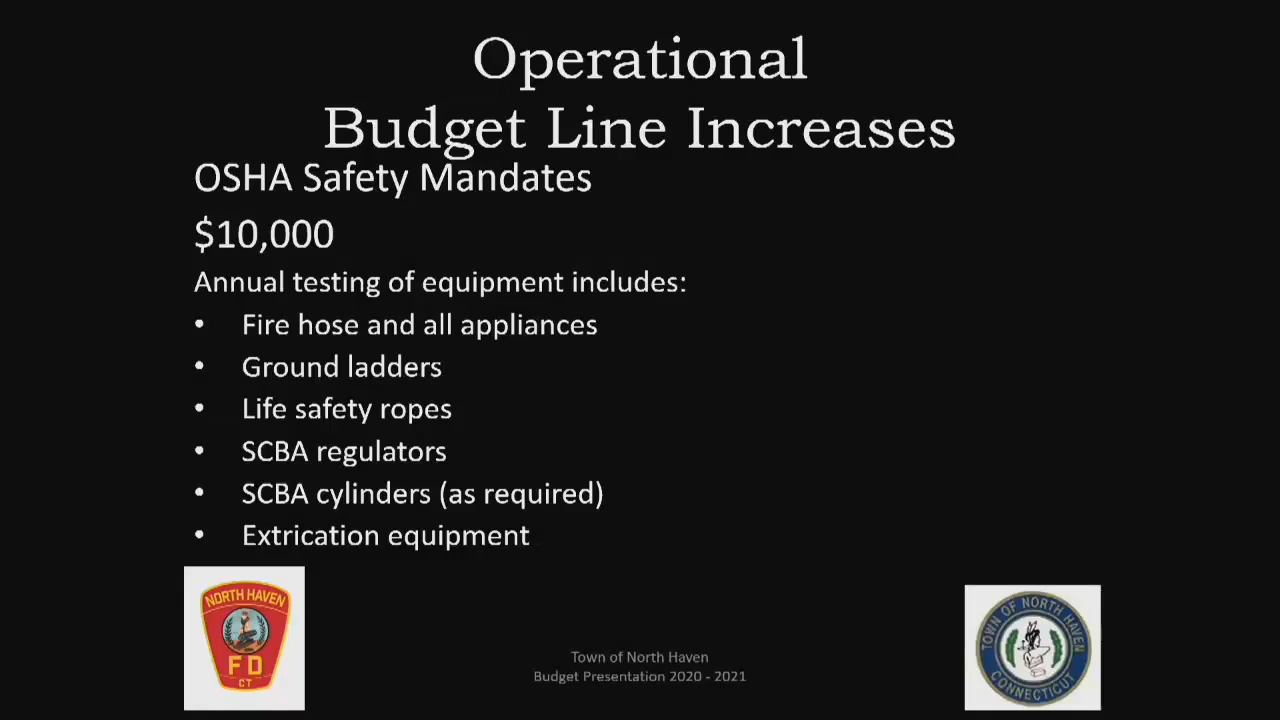 Operational
Budget Line Increases
OSHA Safety Mandates
$10,000
Annual testing of equipment includes:
• Fire hose and all appliances
• Ground ladders
• Life safety ropes
• SCBA regulators
• SCBA cylinders (as required)
• Extrication equipment
NORTH HAVEN
FD
CT
Town of North Haven
Budget Presentation 2020 - 2021
TOWN OF NORTH HAVEN
CONNECTICUT